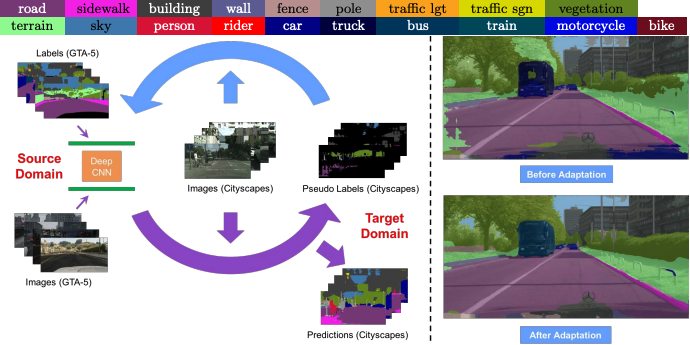 road sidewalk building wall fence pole traffic lgt traffic sgn vegetation
terrain sky person rider car truck bus train motorcycle bike
Labels (GTA-5)
Source
Domain
Deep
CNN
Images (GTA-5)
Images (Cityscapes)
Pseudo Labels (Cityscapes)
Target
Domain
Predictions (Cityscapes)
Before Adaptation
After Adaptation